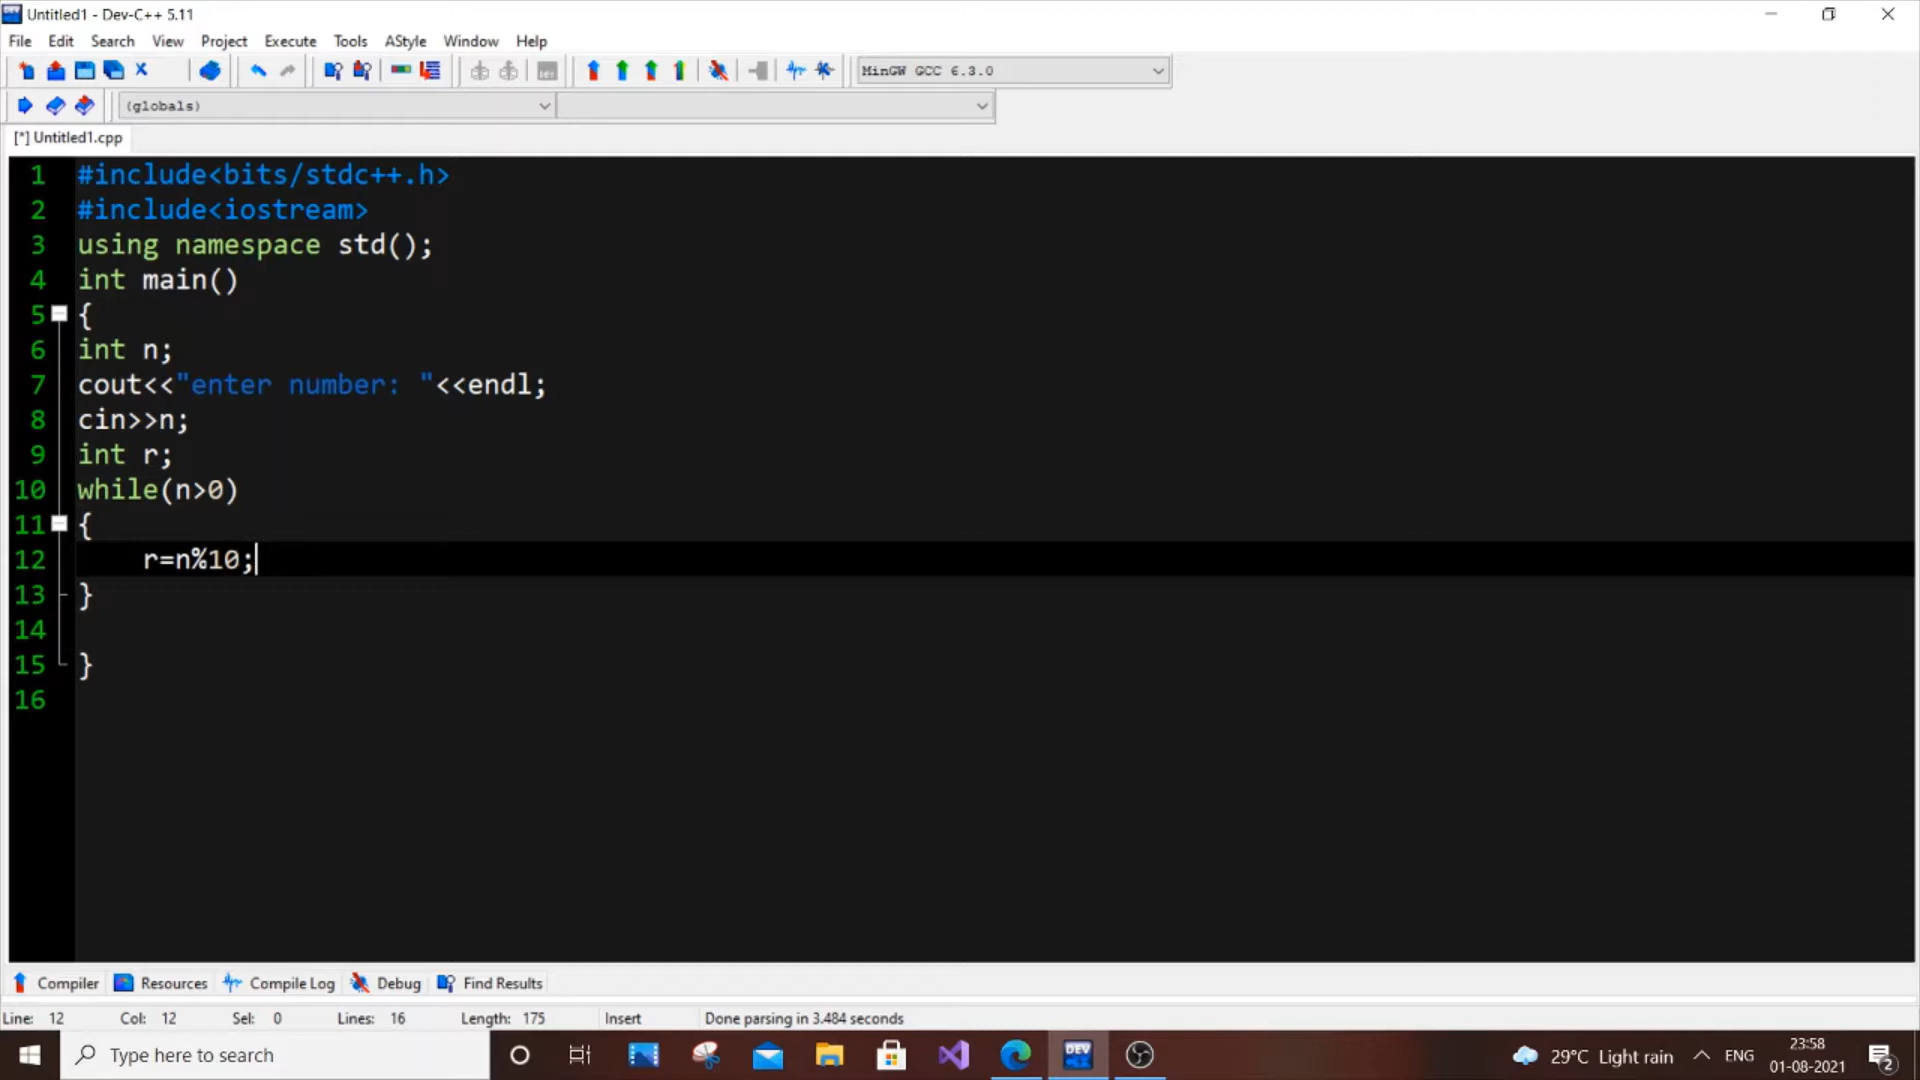 Untitled1 - Dev-C++ 5.11
File Edit Search View Project Execute Tools AStyle Window Help
MinGW GCC 6.3.0
(globals)
[*] Untitled1.cpp
1 #include<bits/stdc++.h>
2 #include<iostream>
3 using namespace std();
4 int main()
5 {
6 int n;
7 cout<<"enter number: "<<endl;
8 cin>>n;
9 int r;
10 while(n>0)
11 {
12 r=n%10;
13 }
14
15 }
16
Compiler Resources Compile Log Debug Find Results
Line: 12 Col: 12 Sel: 0 Lines: 16 Length: 175 Insert Done parsing in 3.484 seconds
Type here to search
DEV
29°C Light rain
ENG
23:58
01-08-2021
2